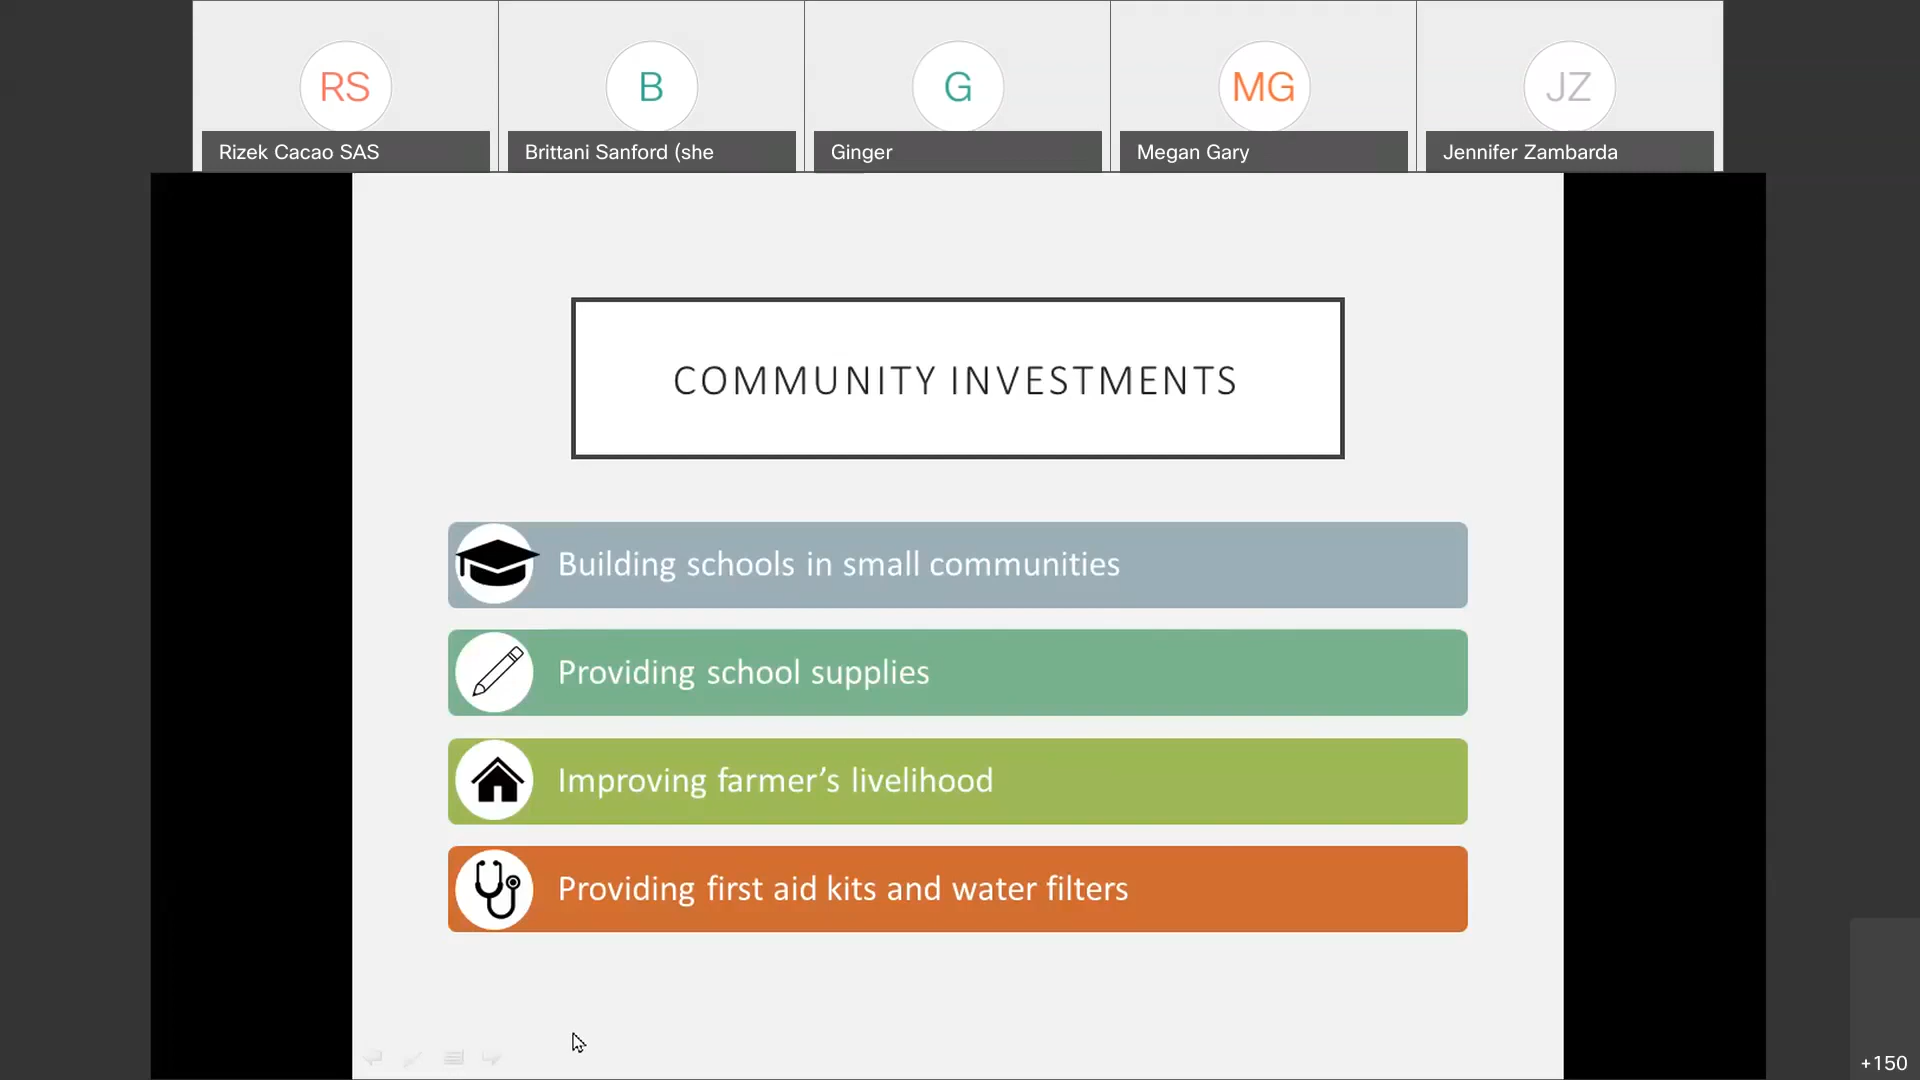 RS
B
G
MG
JZ
Rizek Cacao SAS
Brittani Sanford (she
Ginger
Megan Gary
Jennifer Zambarda
COMMUNITY INVESTMENTS
Building schools in small communities
Providing school supplies
Improving farmer’s livelihood
Providing first aid kits and water filters
+150